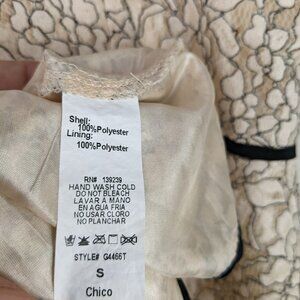 Shell:
100%Polyester
Lining:
100%Polyester
RN# 139239
HAND WASH COLD
DO NOT BLEACH
LAVAR A MANO
EN AGUA FRIA
NO USAR CLORO
NO PLANCHAR
STYLE# G4466T
S
Chico